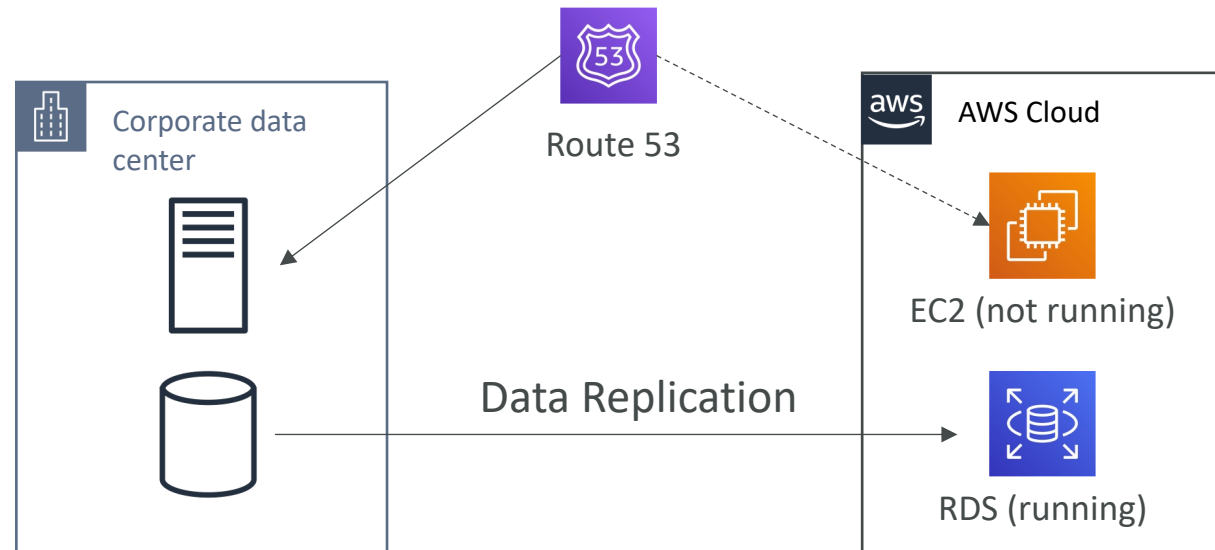 53
Route 53
Corporate data
center
aws
AWS Cloud
EC2 (not running)
Data Replication
RDS (running)